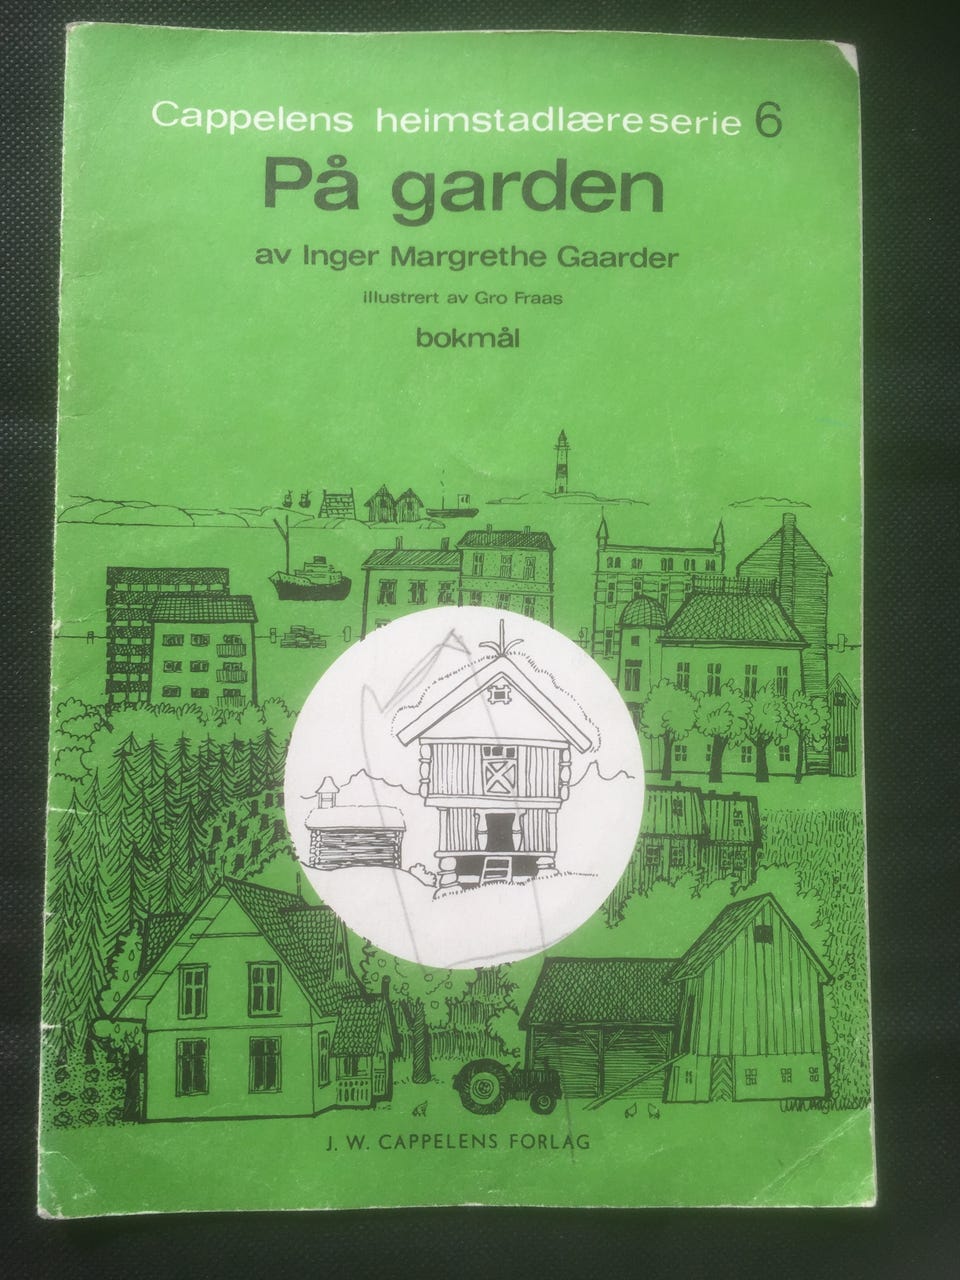 Cappelens heimstadlæreserie 6
På garden
av Inger Margrethe Gaarder
illustrert av Gro Fraas
bokmål
J. W. CAPPELENS FORLAG